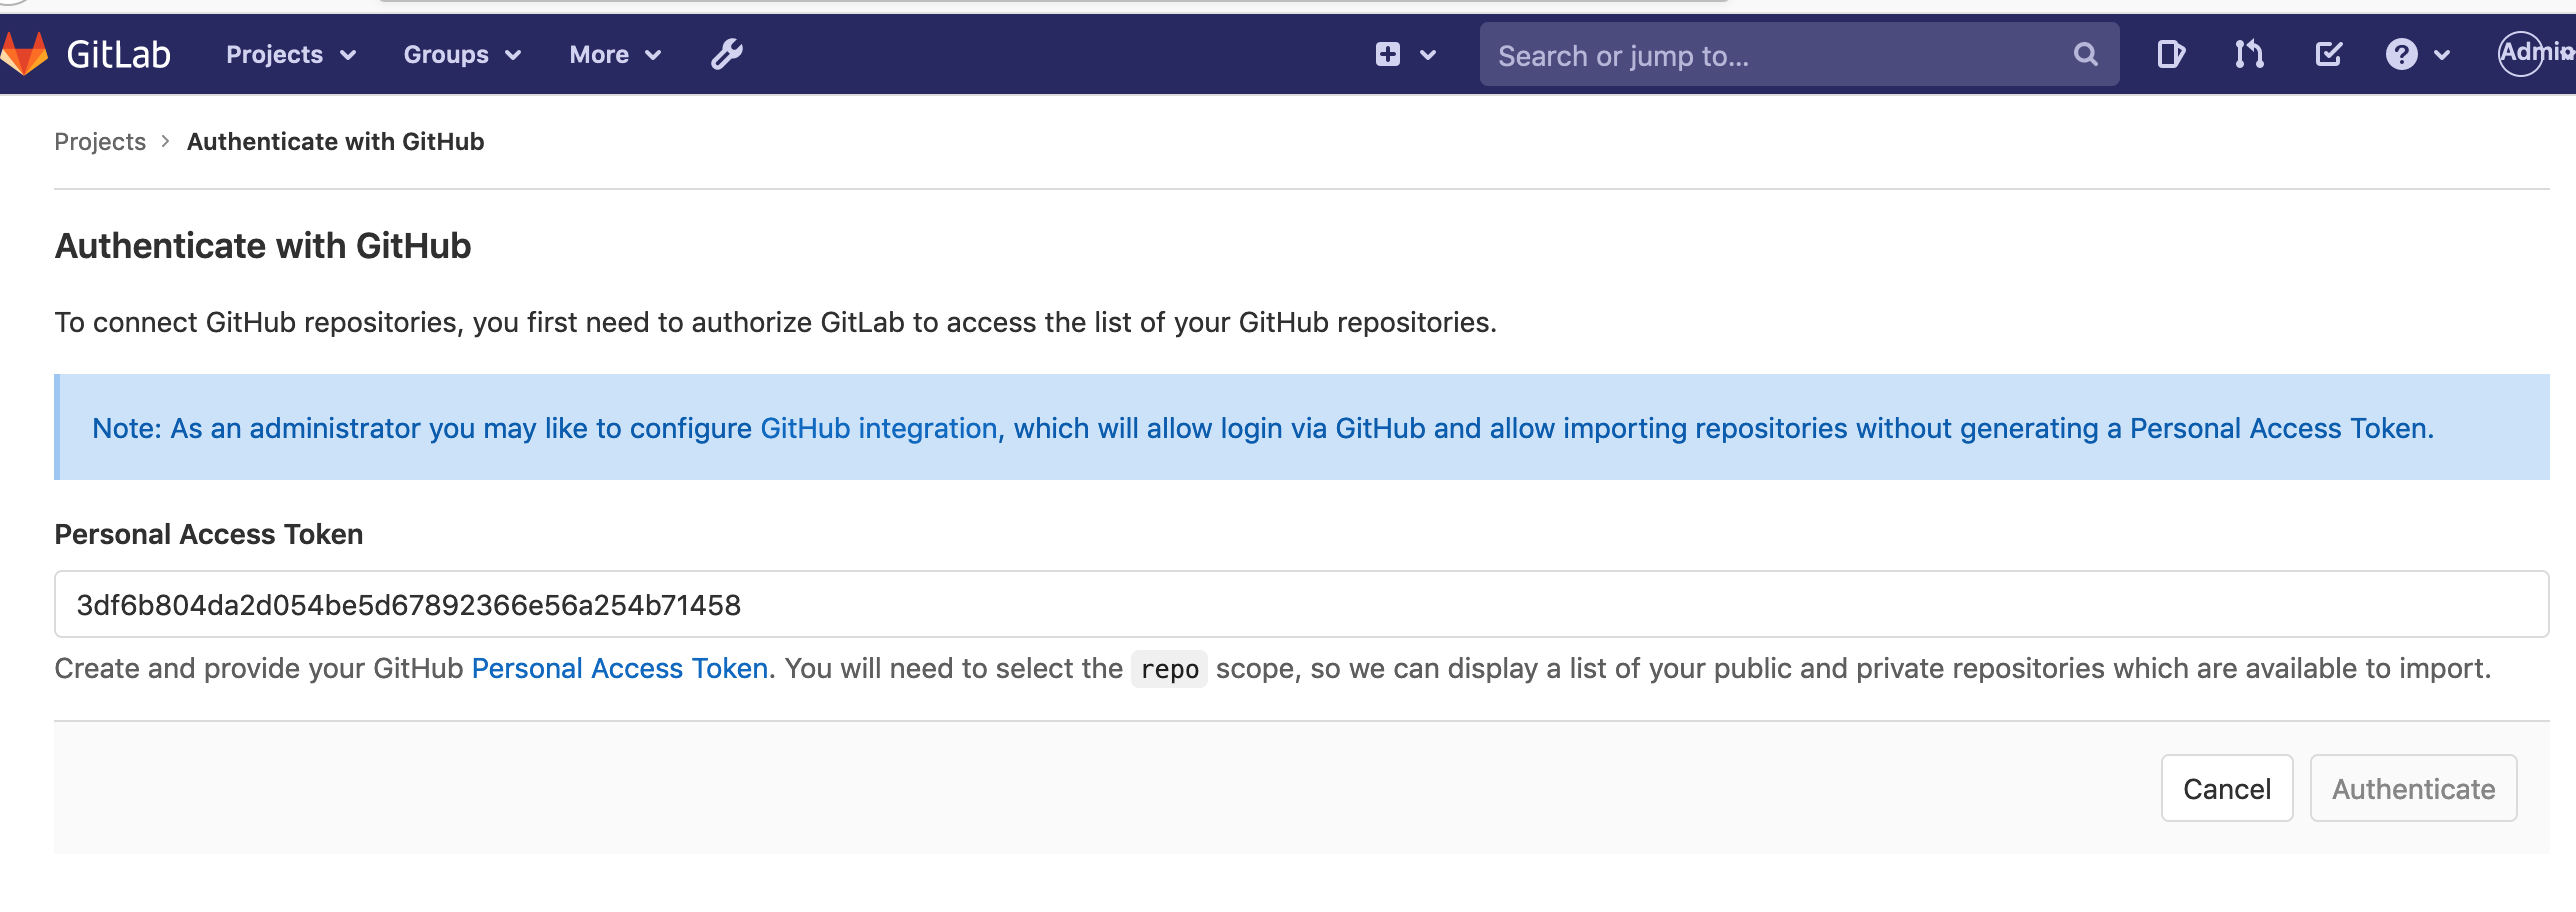 GitLab Projects Groups More Search or jump to... Admin
Projects > Authenticate with GitHub
Authenticate with GitHub
To connect GitHub repositories, you first need to authorize GitLab to access the list of your GitHub repositories.
Note: As an administrator you may like to configure GitHub integration, which will allow login via GitHub and allow importing repositories without generating a Personal Access Token.
Personal Access Token
3df6b804da2d054be5d67892366e56a254b71458
Create and provide your GitHub Personal Access Token. You will need to select the repo scope, so we can display a list of your public and private repositories which are available to import.
Cancel Authenticate